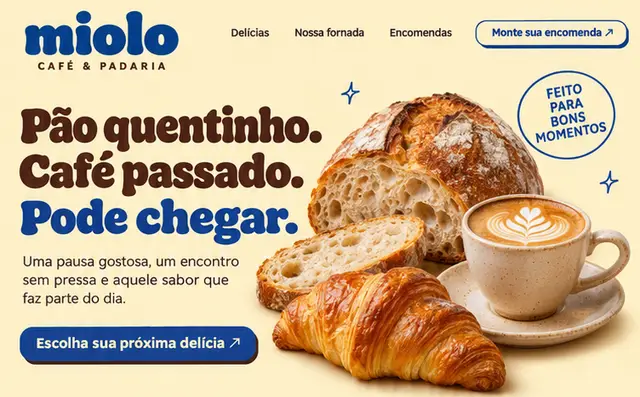 miolo
CAFÉ & PADARIA
Delícias
Nossa fornada
Encomendas
Monte sua encomenda ↗
Pão quentinho.
Café passado.
Pode chegar.
FEITO
PARA
BONS
MOMENTOS
Uma pausa gostosa, um encontro
sem pressa e aquele sabor que
faz parte do dia.
Escolha sua próxima delícia ↗